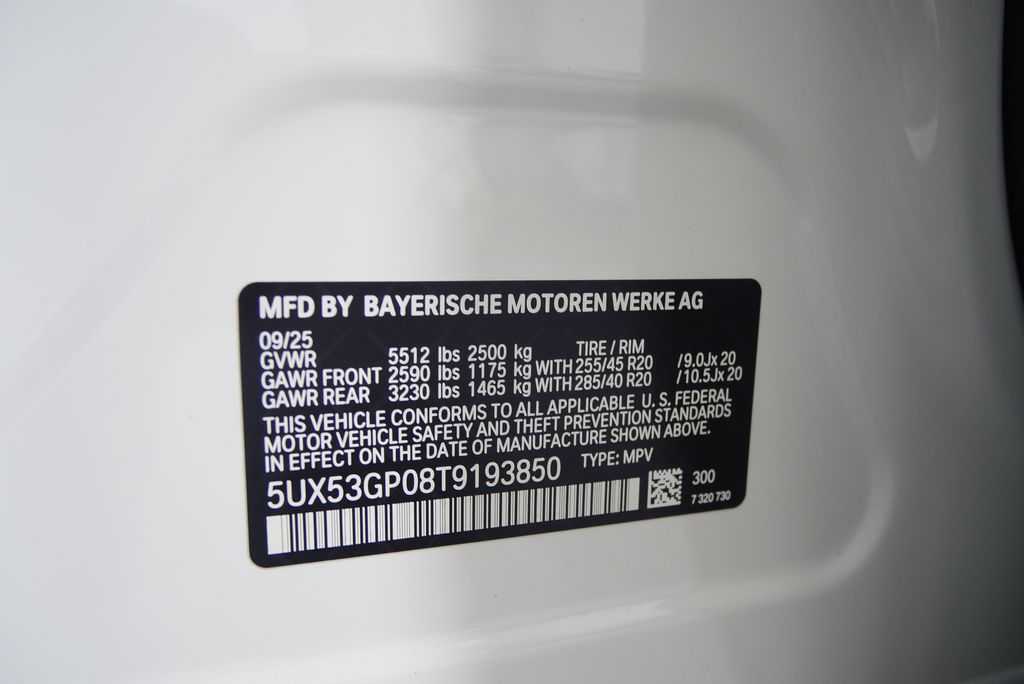 MFD BY BAYERISCHE MOTOREN WERKE AG
09/25
GVWR 5512 lbs 2500 kg TIRE / RIM
GAWR FRONT 2590 lbs 1175 kg WITH 255/45 R20 /9.0Jx 20
GAWR REAR 3230 lbs 1465 kg WITH 285/40 R20 /10.5Jx 20
THIS VEHICLE CONFORMS TO ALL APPLICABLE U.S. FEDERAL
MOTOR VEHICLE SAFETY AND THEFT PREVENTION STANDARDS
IN EFFECT ON THE DATE OF MANUFACTURE SHOWN ABOVE.
5UX53GP08T9193850 TYPE: MPV
300
7 320 730